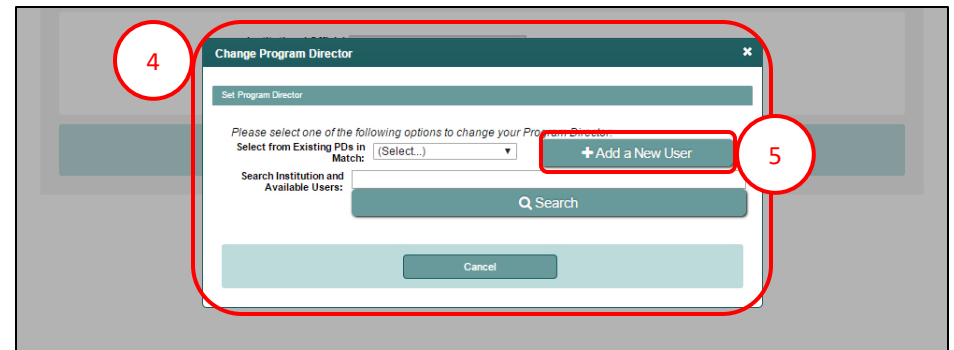 4
Change Program Director ×
Set Program Director
Please select one of the following options to change your Program Director.
Select from Existing PDs in
Match:
(Select...)
+ Add a New User
5
Search Institution and
Available Users:
Search
Cancel